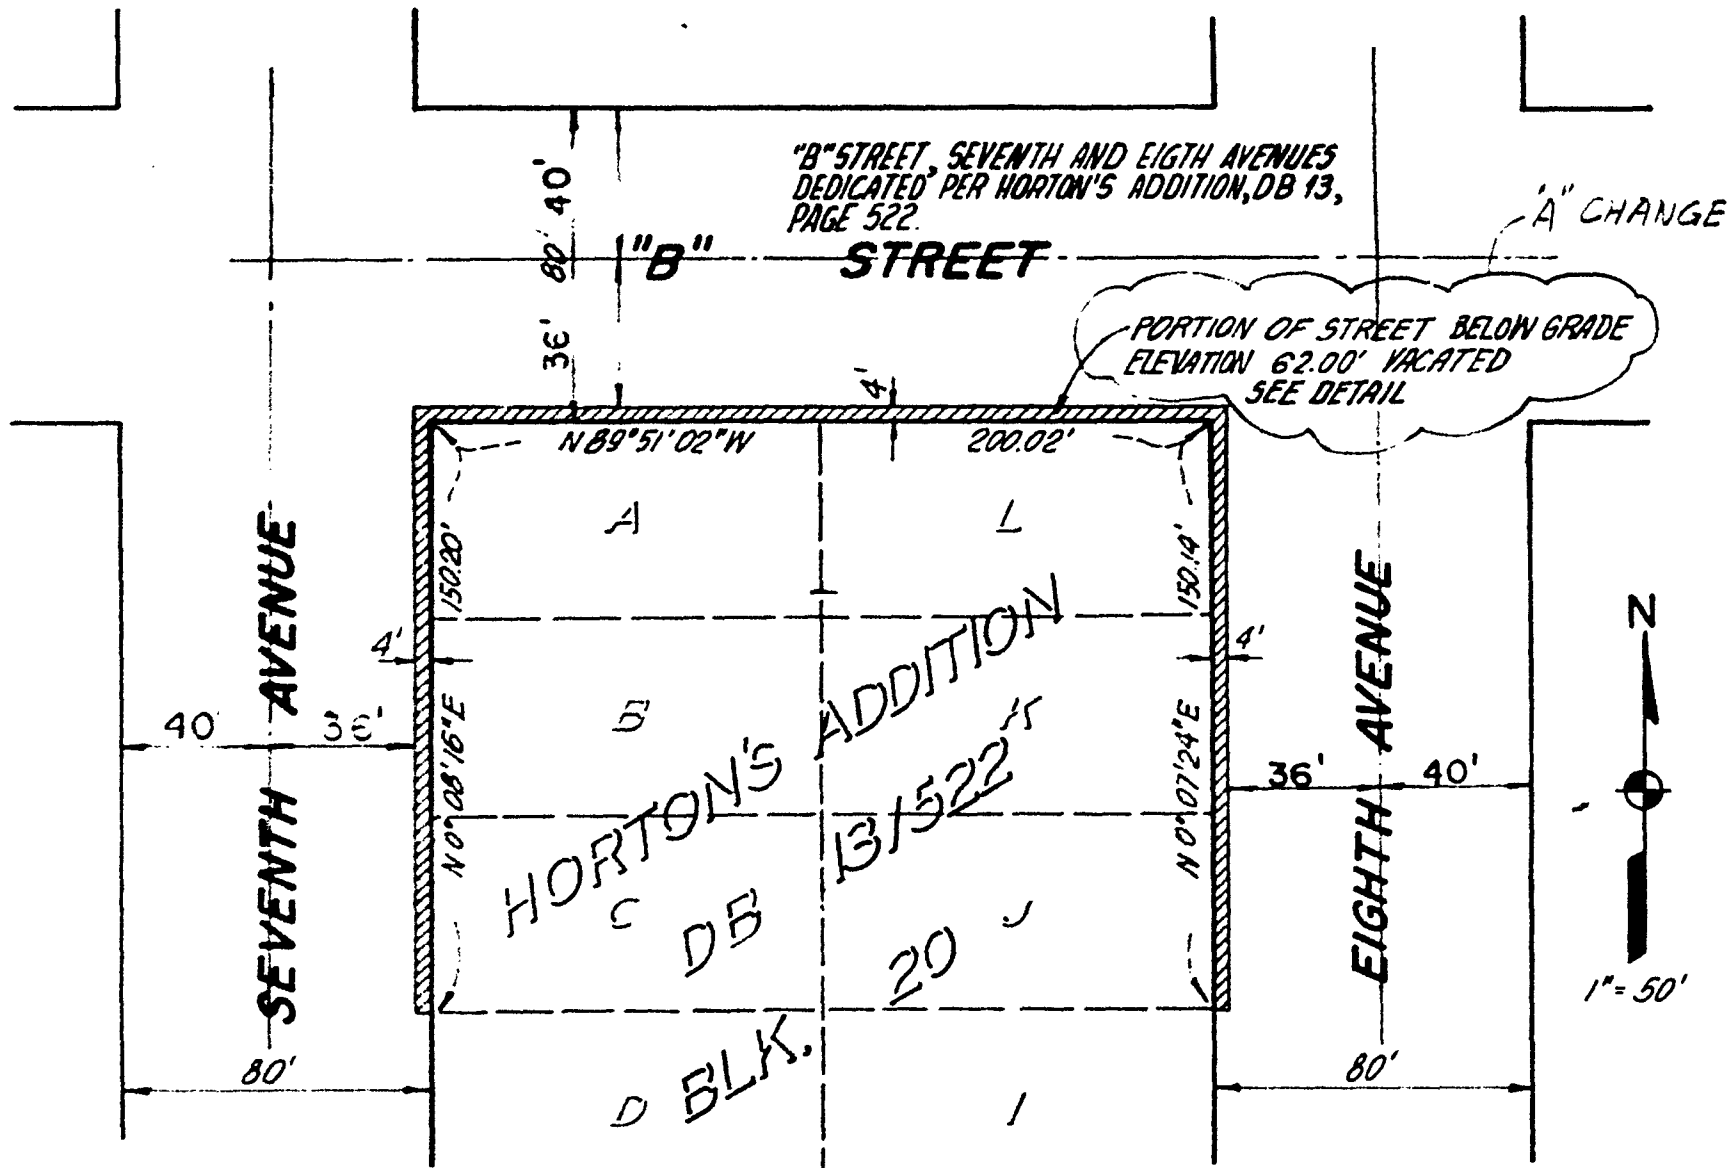 "B" STREET, SEVENTH AND EIGTH AVENUES
DEDICATED PER HORTON'S ADDITION, DB 13,
PAGE 522.
"A" CHANGE
40'
80'
36'
"B" STREET
PORTION OF STREET BELOW GRADE
ELEVATION 62.00' VACATED
SEE DETAIL
4'
N 89°51'02"W
200.02'
A
L
150.20'
150.14'
SEVENTH AVENUE
EIGHTH AVENUE
N
4'
4'
B
K
N 0°08'16"E
N 0°07'24"E
40'
36'
36'
40'
HORTON'S ADDITION
DB 13/522
BLK. 20
C
J
1"=50'
80'
80'
D
I